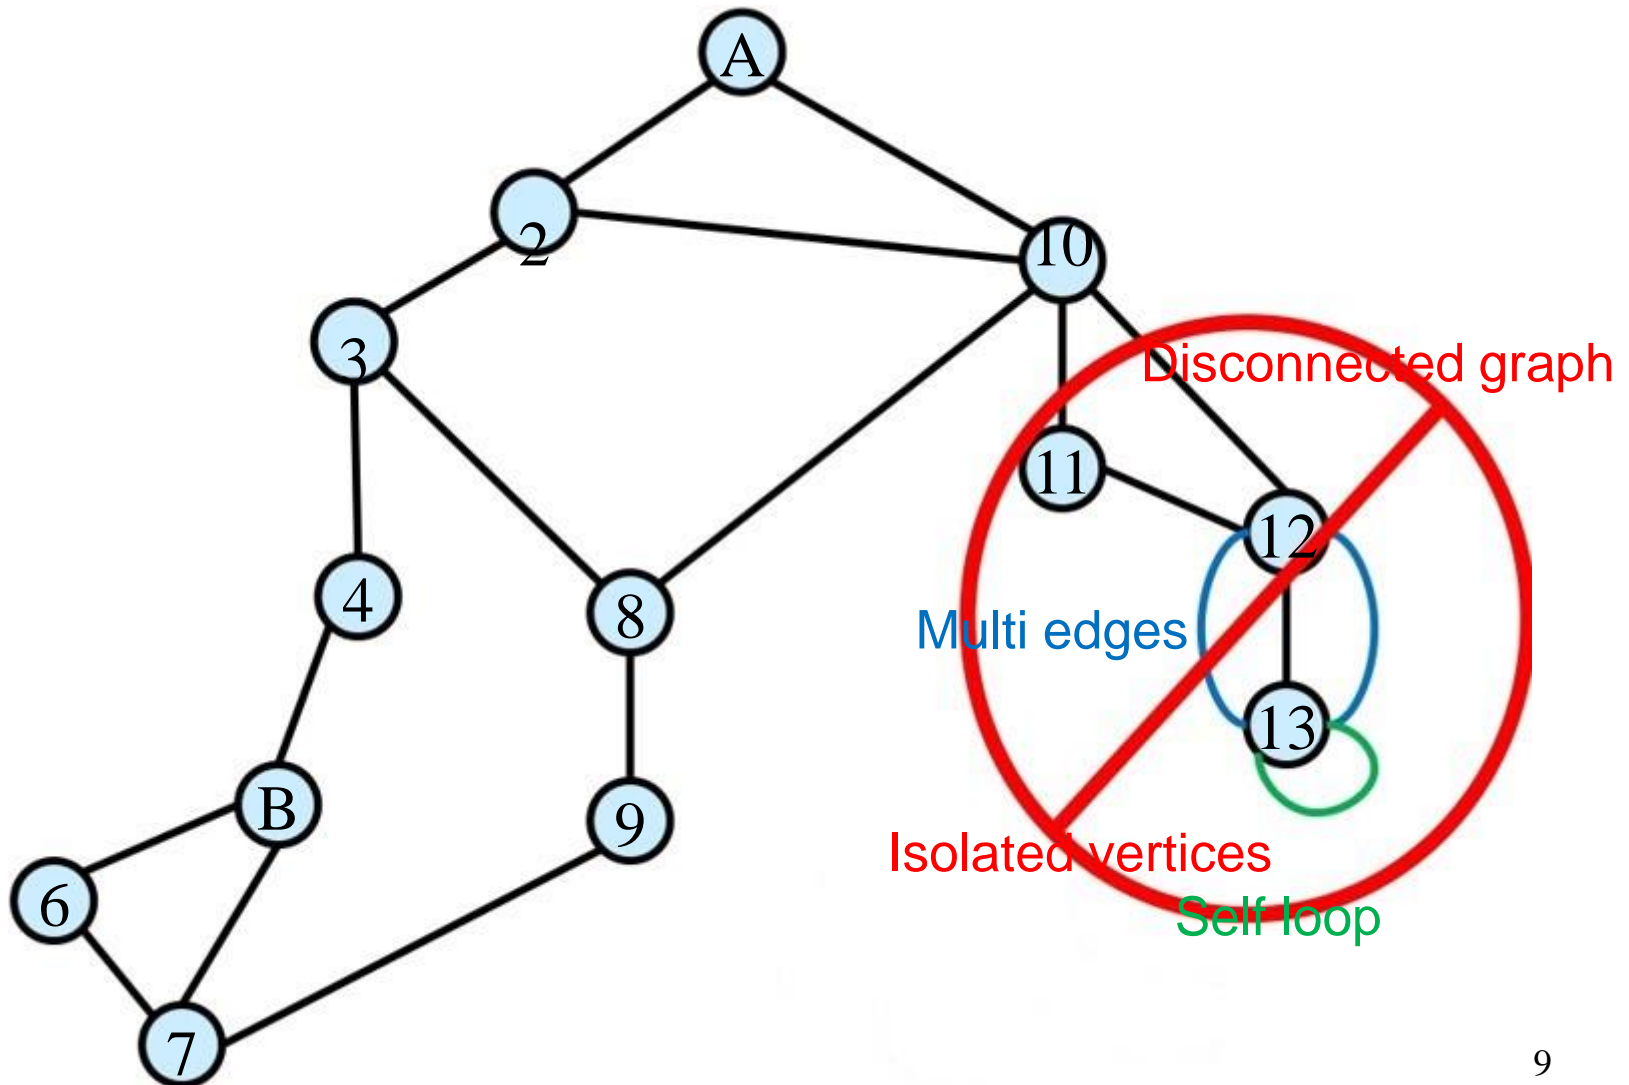 A
2
10
3
Disconnected graph
11
12
4
8
Multi edges
13
B
9
Isolated vertices
6
Self loop
7
9